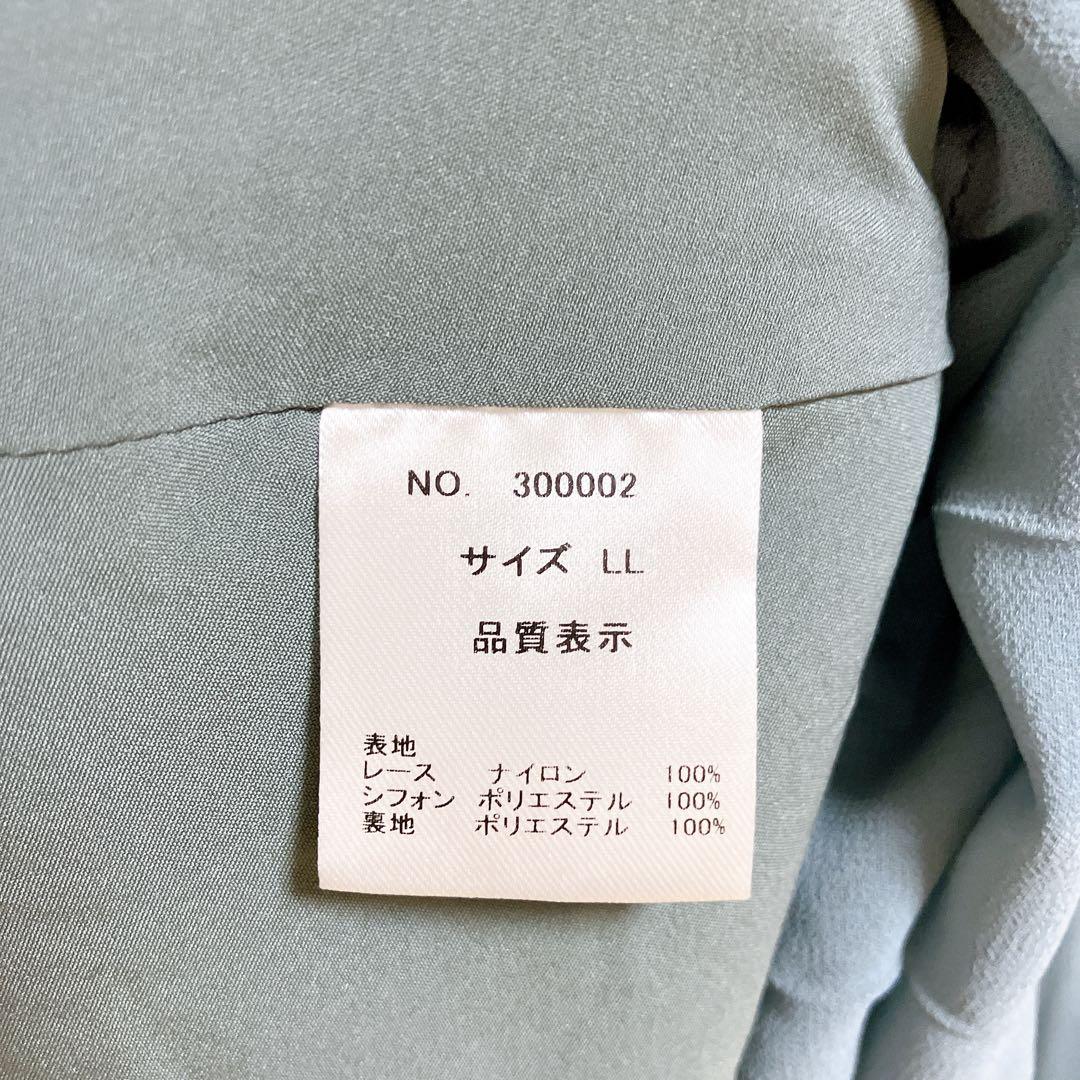 NO. 300002
サイズ LL
品質表示
表地
レース ナイロン 100%
シフォン ポリエステル 100%
裏地 ポリエステル 100%